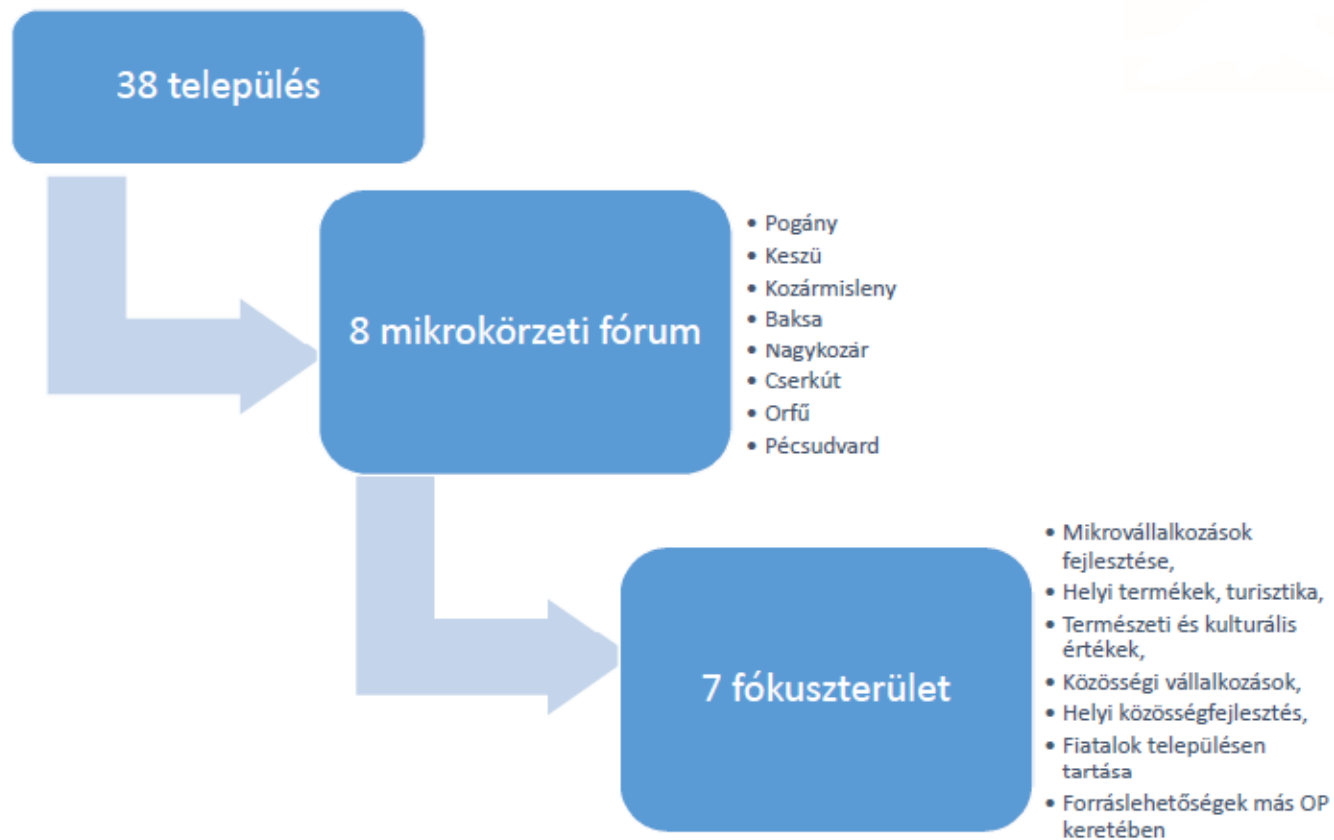 38 település
8 mikrokörzeti fórum
• Pogány
• Keszü
• Kozármisleny
• Baksa
• Nagykozár
• Cserkút
• Orfű
• Pécsudvard
7 fókuszterület
• Mikrovállalkozások
fejlesztése,
• Helyi termékek, turisztika,
• Természeti és kulturális
értékek,
• Közösségi vállalkozások,
• Helyi közösségfejlesztés,
• Fiatalok településen
tartása
• Forráslehetőségek más OP
keretében